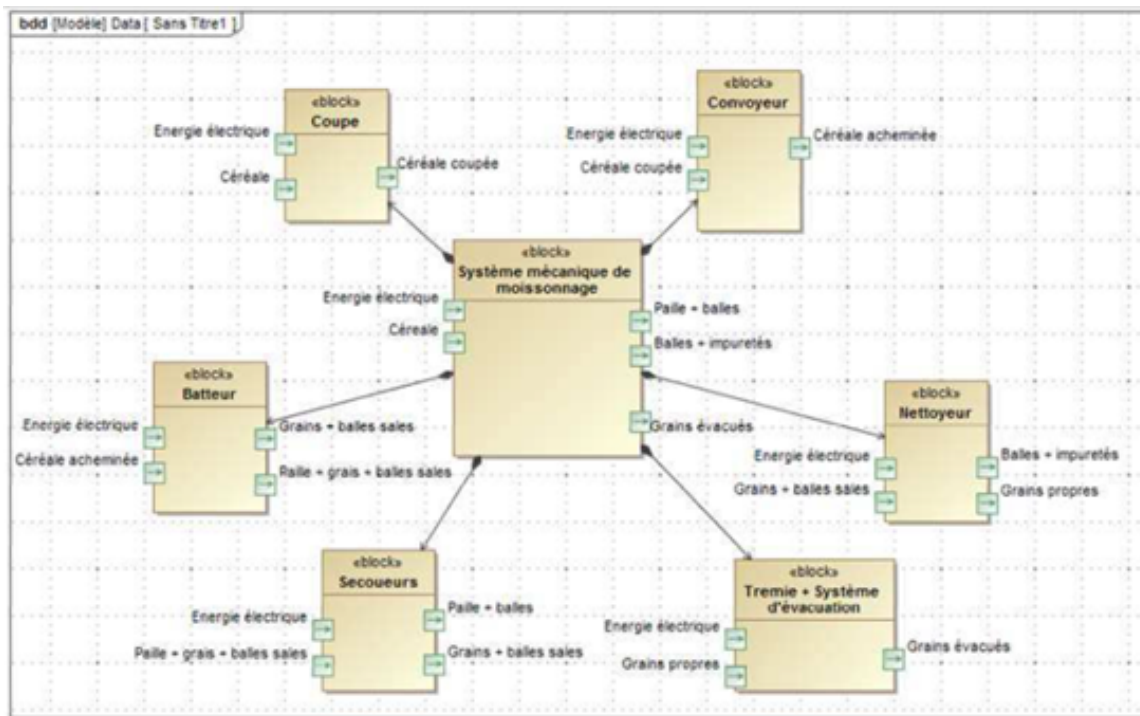 bdd [Modèle] Data [ Sans Titre1 ]
«block»
Coupe
Energie électrique
Céréale
Céréale coupée
«block»
Convoyeur
Energie électrique
Céréale coupée
Céréale acheminée
«block»
Système mécanique de
moissonnage
Energie électrique
Céreale
Paille + balles
Balles + impuretés
Grains évacués
«block»
Batteur
Energie électrique
Céréale acheminée
Grains + balles sales
Raille + grais + balles sales
«block»
Nettoyeur
Energie électrique
Grains + balles sales
Balles + impuretés
Grains propres
«block»
Secoueurs
Energie électrique
Paille + grais + balles sales
Paille + balles
Grains + balles sales
«block»
Tremie + Système
d'évacuation
Energie électrique
Grains propres
Grains évacués